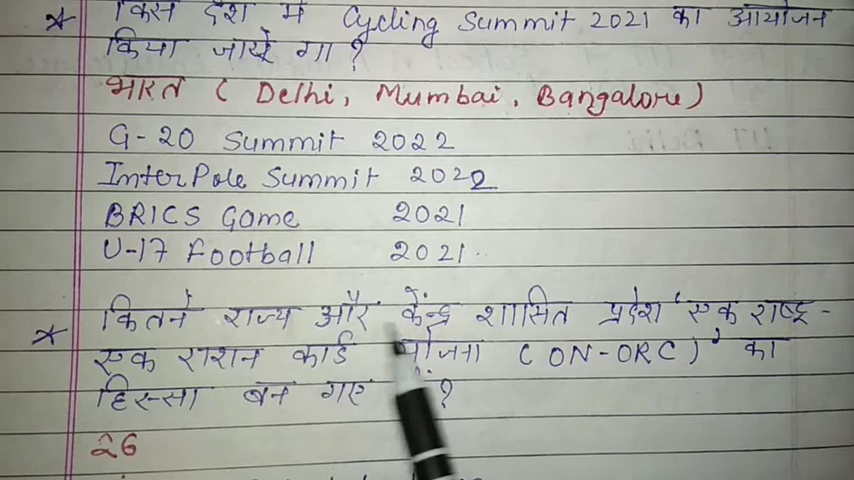 * किस देश में Cycling Summit 2021 का आयोजन
किया जाये गा ?
भारत ( Delhi, Mumbai, Bangalore)
G-20 Summit 2022
InterPole Summit 2022
BRICS Game 2021
U-17 Football 2021.
* कितने राज्य और केंन्द्र शासित प्रदेश 'एक राष्ट्र -
एक राशन कार्ड योजना (ON-ORC)' का
हिस्सा बन गए ?
26